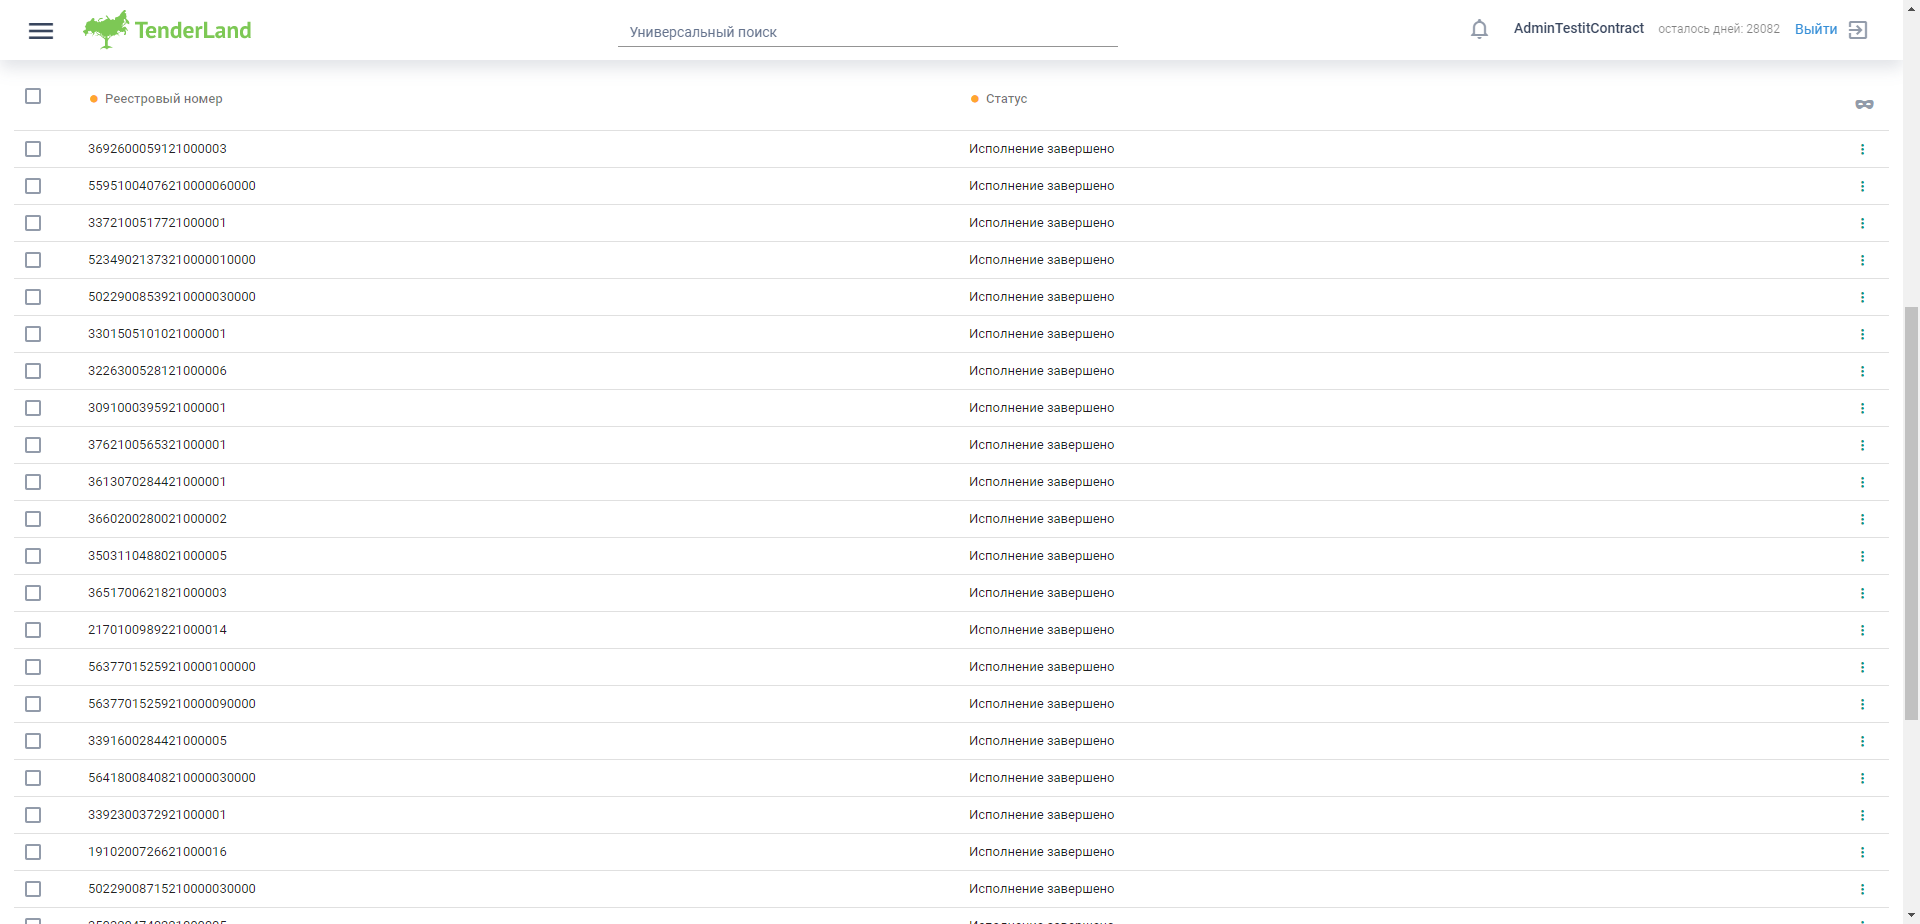 TenderLand
Универсальный поиск
AdminTestitContract осталось дней: 28082 Выйти
Реестровый номер Статус
3692600059121000003 Исполнение завершено
55951004076210000060000 Исполнение завершено
3372100517721000001 Исполнение завершено
52349021373210000010000 Исполнение завершено
50229008539210000030000 Исполнение завершено
3301505101021000001 Исполнение завершено
3226300528121000006 Исполнение завершено
3091000395921000001 Исполнение завершено
3762100565321000001 Исполнение завершено
3613070284421000001 Исполнение завершено
3660200280021000002 Исполнение завершено
3503110488021000005 Исполнение завершено
3651700621821000003 Исполнение завершено
2170100989221000014 Исполнение завершено
56377015259210000100000 Исполнение завершено
56377015259210000090000 Исполнение завершено
3391600284421000005 Исполнение завершено
56418008408210000030000 Исполнение завершено
3392300372921000001 Исполнение завершено
1910200726621000016 Исполнение завершено
50229008715210000030000 Исполнение завершено
Исполнение завершено